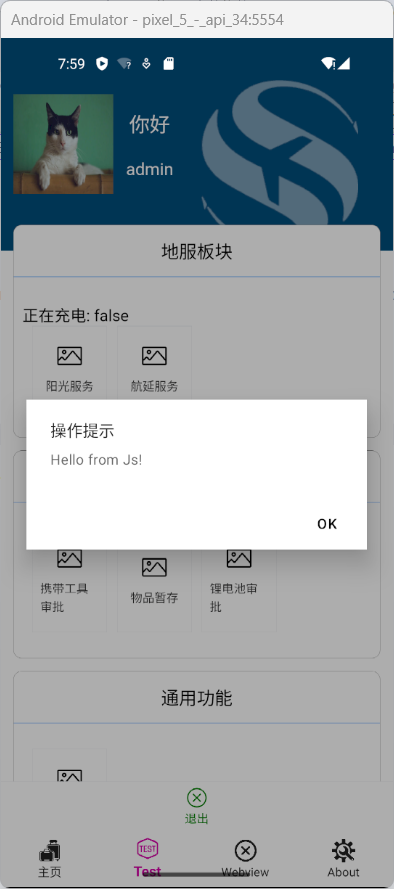 Android Emulator - pixel_5_-_api_34:5554
7:59
你好
admin
地服板块
正在充电: false
阳光服务
航延服务
操作提示
Hello from Js!
OK
携带工具
审批
物品暂存
锂电池审
批
通用功能
退出
主页
TEST
Test
Webview
About